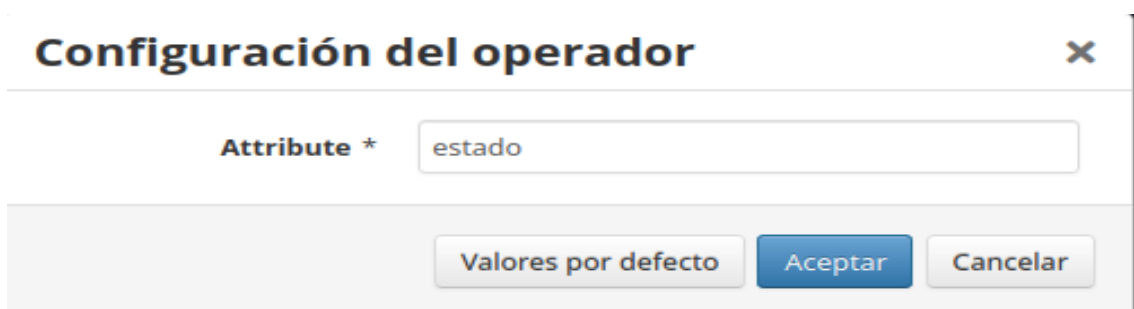 Configuración del operador ×
Attribute * estado
Valores por defecto Aceptar Cancelar